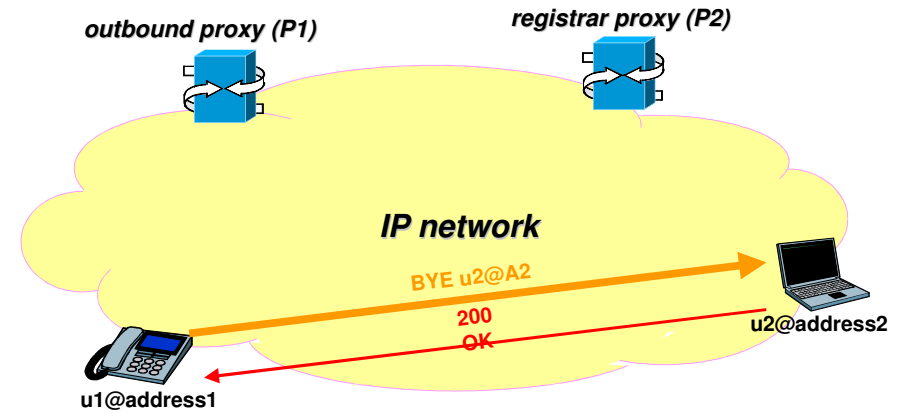 outbound proxy (P1)
registrar proxy (P2)
IP network
BYE u2@A2
200
OK
u2@address2
u1@address1